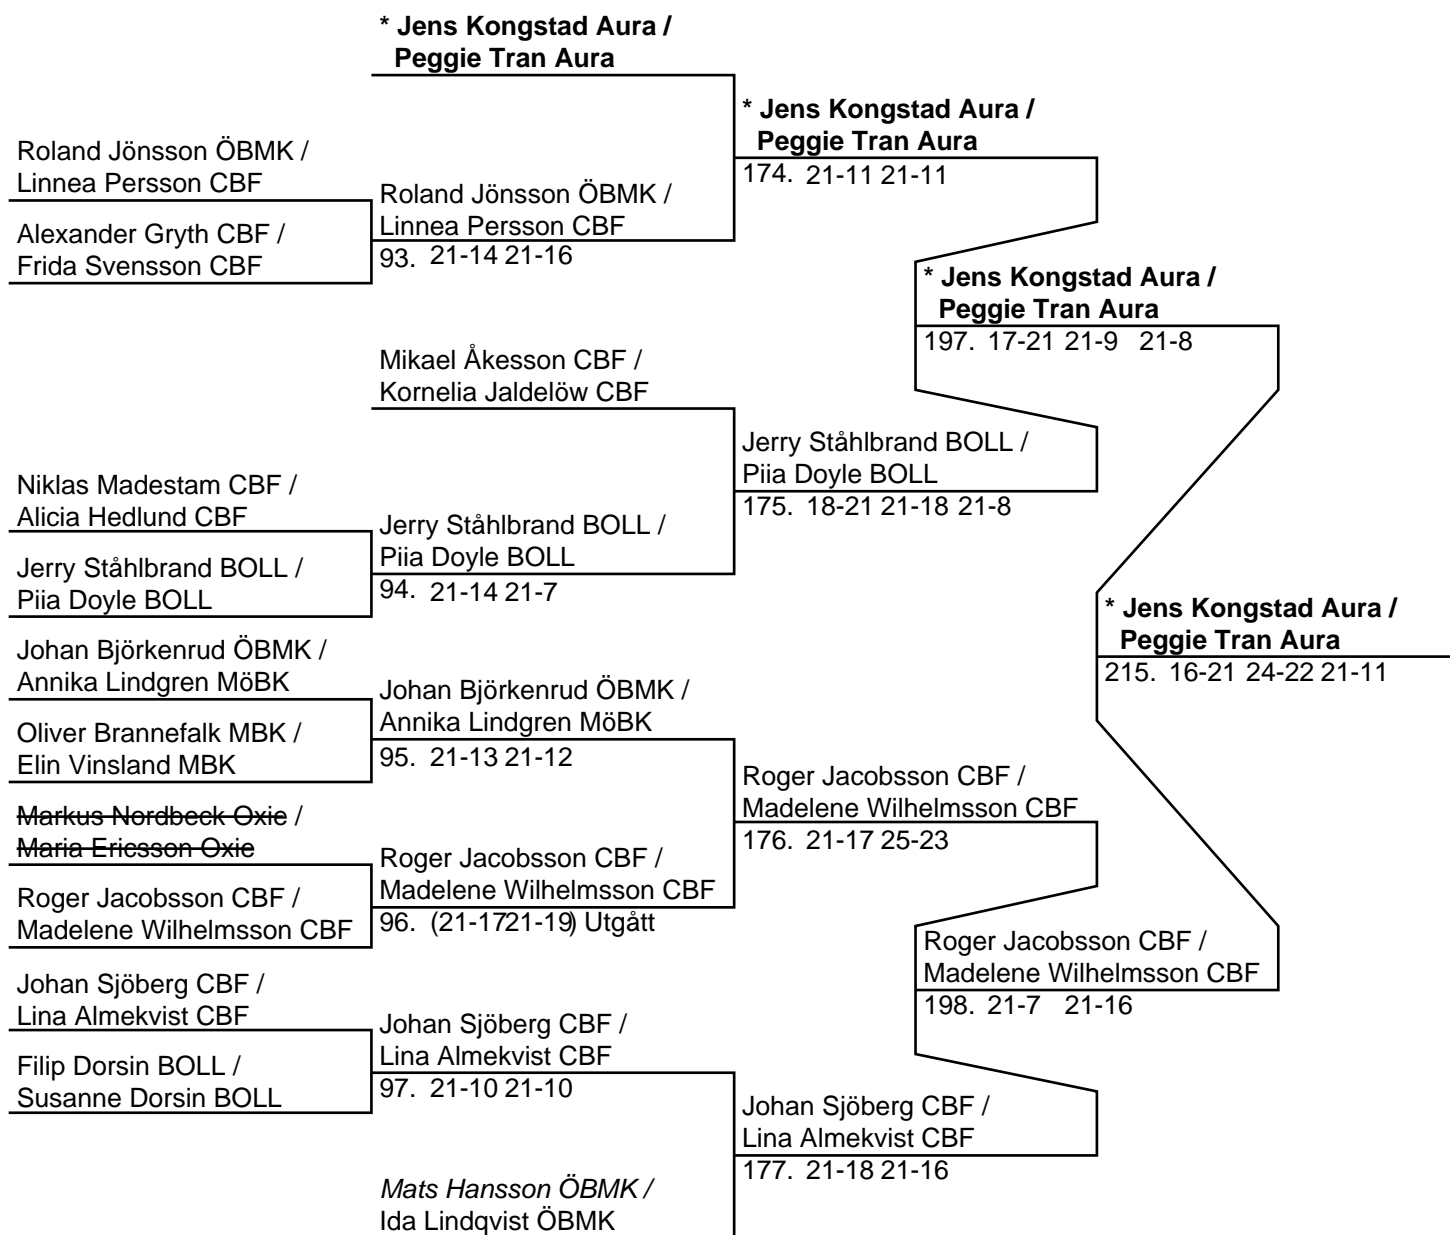 * Jens Kongstad Aura /
Peggie Tran Aura
* Jens Kongstad Aura /
Peggie Tran Aura
174. 21-11 21-11
Roland Jönsson ÖBMK /
Linnea Persson CBF
Roland Jönsson ÖBMK /
Linnea Persson CBF
93. 21-14 21-16
Alexander Gryth CBF /
Frida Svensson CBF
* Jens Kongstad Aura /
Peggie Tran Aura
197. 17-21 21-9 21-8
Mikael Åkesson CBF /
Kornelia Jaldelöw CBF
Jerry Ståhlbrand BOLL /
Piia Doyle BOLL
175. 18-21 21-18 21-8
Niklas Madestam CBF /
Alicia Hedlund CBF
Jerry Ståhlbrand BOLL /
Piia Doyle BOLL
94. 21-14 21-7
Jerry Ståhlbrand BOLL /
Piia Doyle BOLL
* Jens Kongstad Aura /
Peggie Tran Aura
215. 16-21 24-22 21-11
Johan Björkenrud ÖBMK /
Annika Lindgren MöBK
Johan Björkenrud ÖBMK /
Annika Lindgren MöBK
95. 21-13 21-12
Oliver Brannefalk MBK /
Elin Vinsland MBK
Roger Jacobsson CBF /
Madelene Wilhelmsson CBF
176. 21-17 25-23
Markus Nordbeck Oxie /
Maria Ericsson Oxie
Roger Jacobsson CBF /
Madelene Wilhelmsson CBF
96. (21-1721-19) Utgått
Roger Jacobsson CBF /
Madelene Wilhelmsson CBF
Roger Jacobsson CBF /
Madelene Wilhelmsson CBF
198. 21-7 21-16
Johan Sjöberg CBF /
Lina Almekvist CBF
Johan Sjöberg CBF /
Lina Almekvist CBF
97. 21-10 21-10
Filip Dorsin BOLL /
Susanne Dorsin BOLL
Johan Sjöberg CBF /
Lina Almekvist CBF
177. 21-18 21-16
Mats Hansson ÖBMK /
Ida Lindqvist ÖBMK